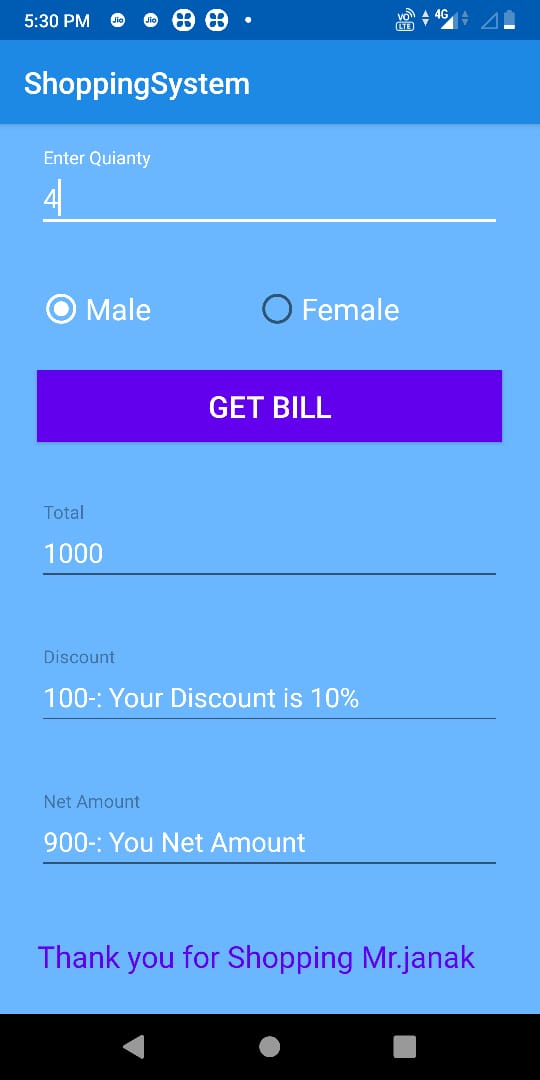 5:30 PM Jio Jio VO LTE 4G
ShoppingSystem
Enter Quianty
4
Male Female
GET BILL
Total
1000
Discount
100-: Your Discount is 10%
Net Amount
900-: You Net Amount
Thank you for Shopping Mr.janak